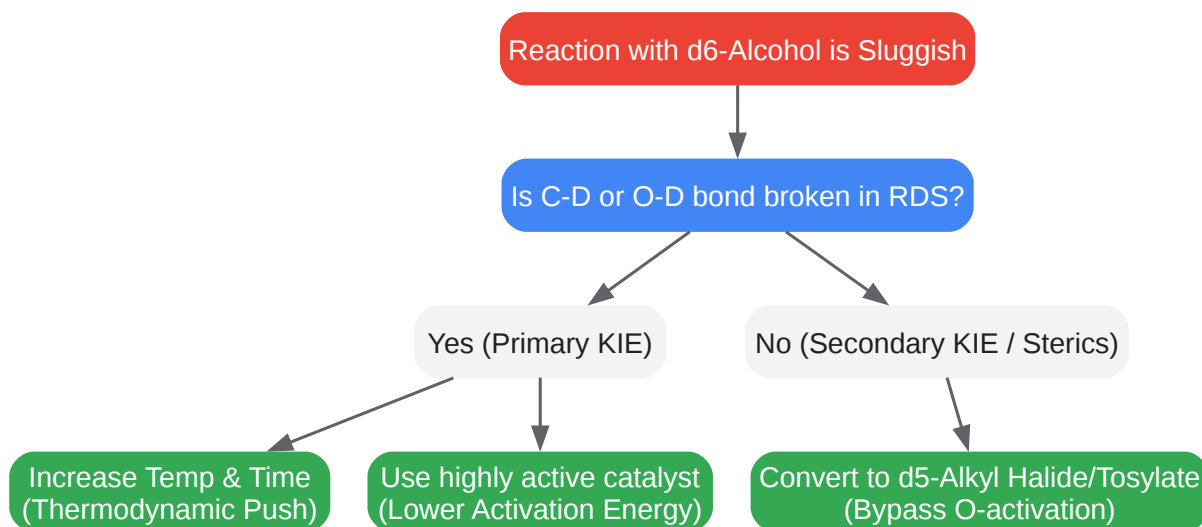 Reaction with d6-Alcohol is Sluggish
Is C-D or O-D bond broken in RDS?
Yes (Primary KIE)
No (Secondary KIE / Sterics)
Increase Temp & Time
(Thermodynamic Push)
Use highly active catalyst
(Lower Activation Energy)
Convert to d5-Alkyl Halide/Tosylate
(Bypass O-activation)